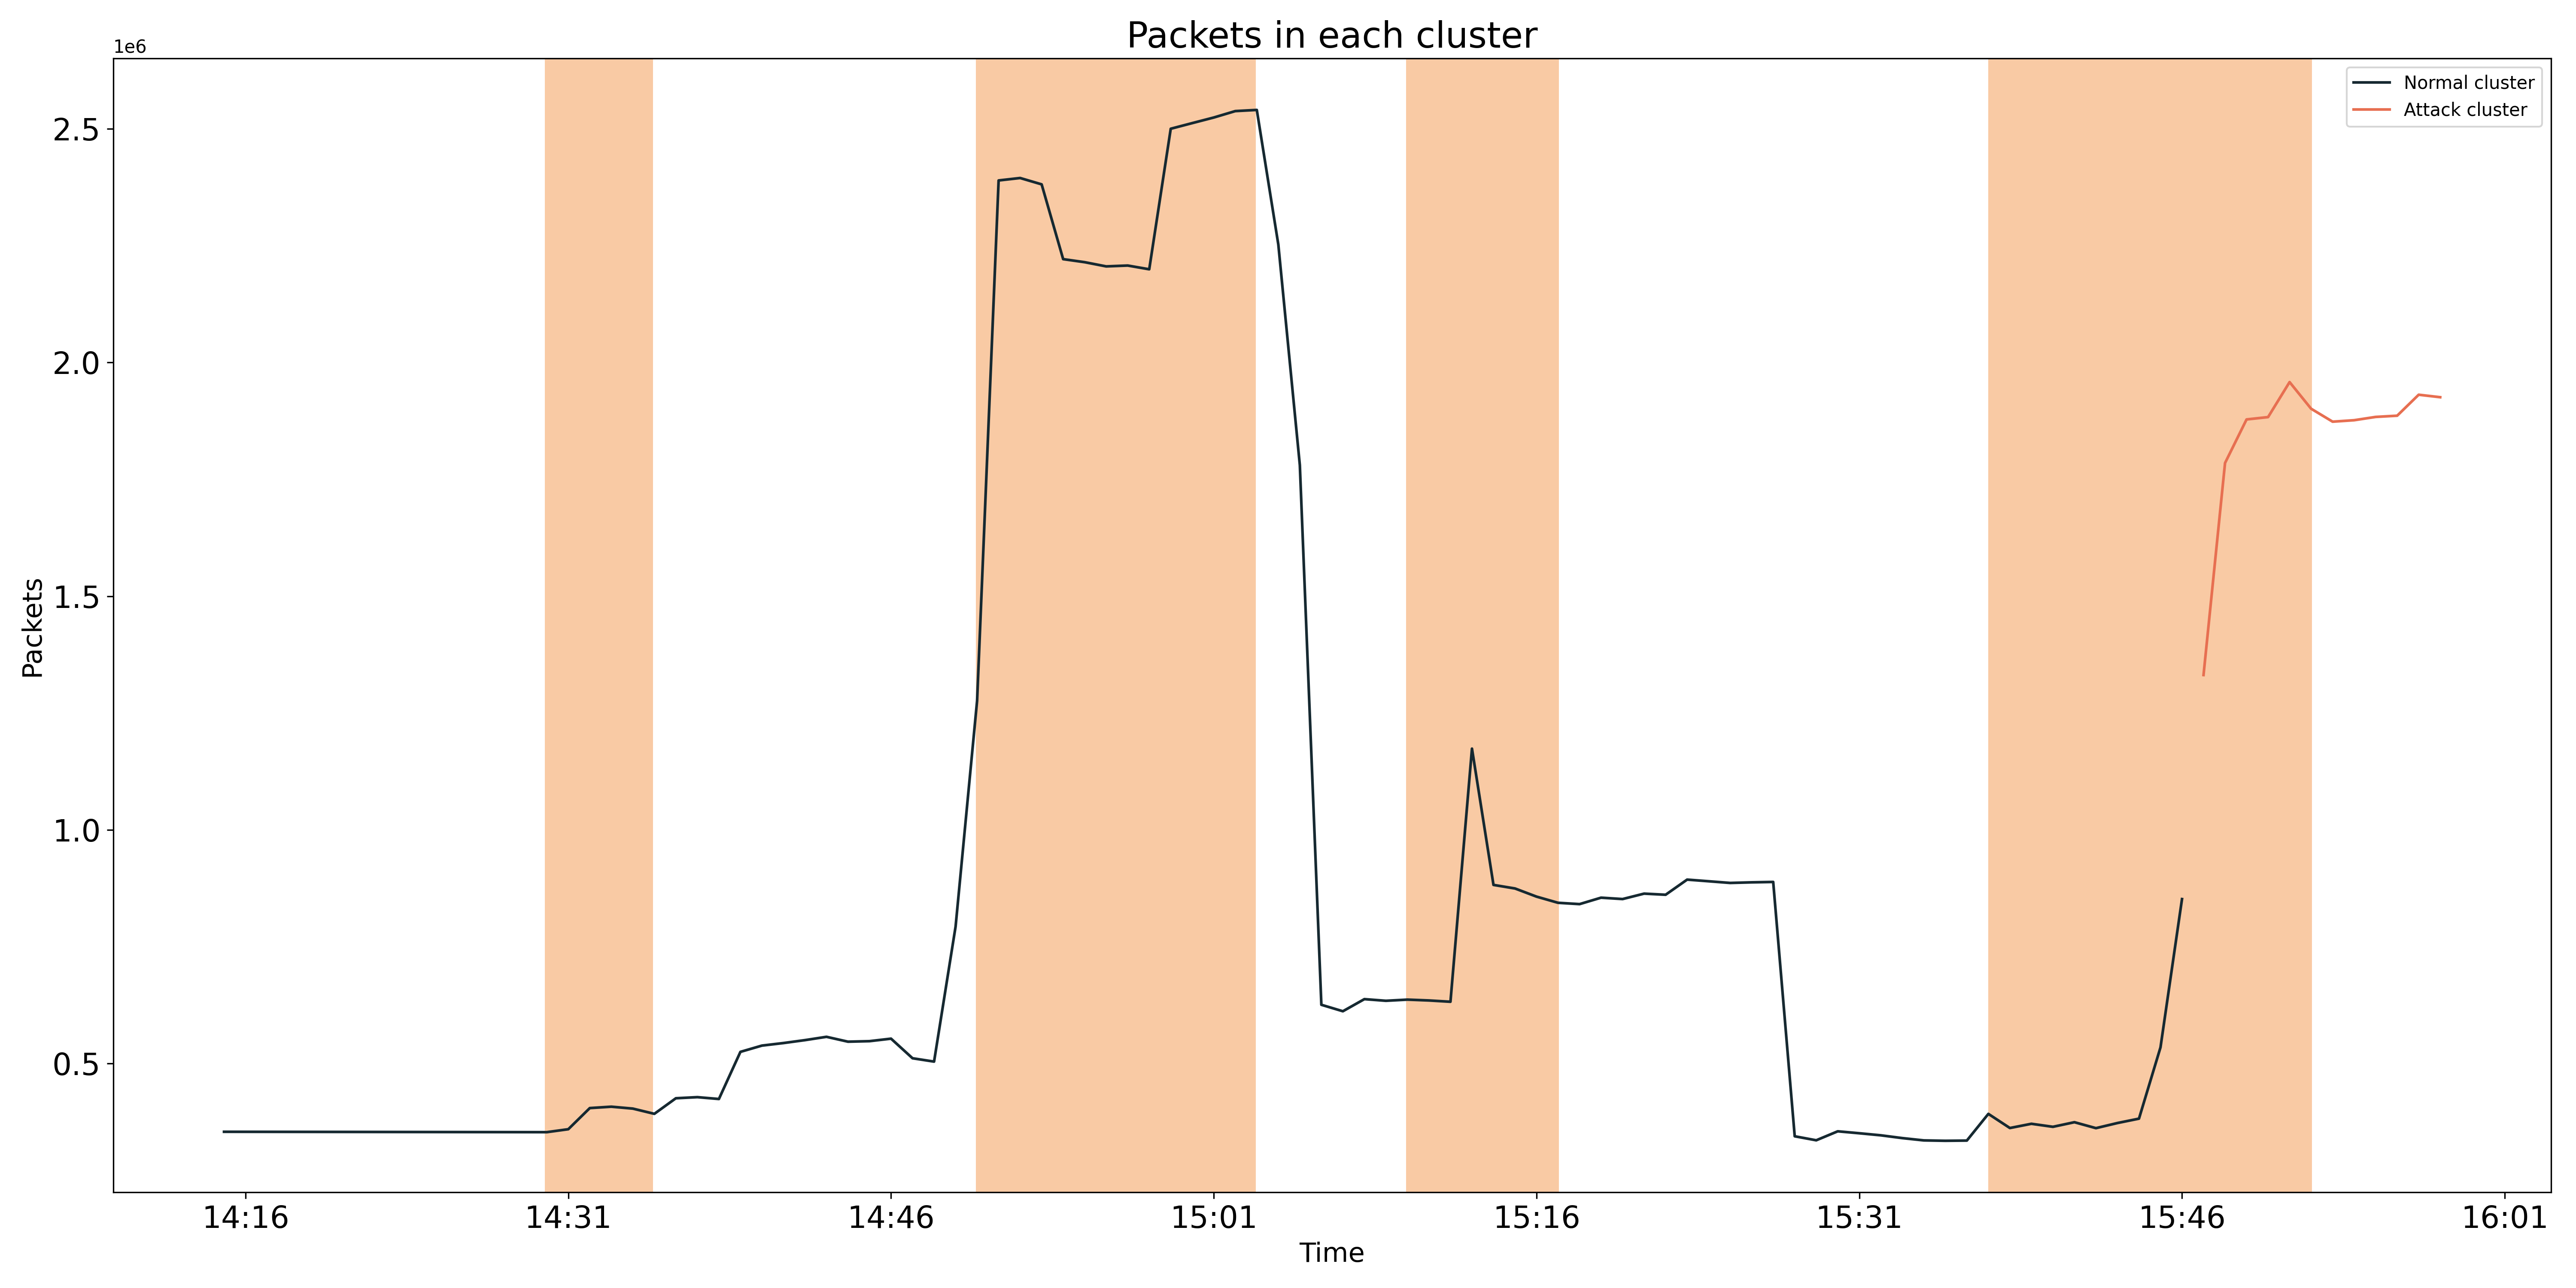 Packets in each cluster
1e6
Normal cluster
Attack cluster
2.5
2.0
1.5
1.0
0.5
Packets
14:16 14:31 14:46 15:01 15:16 15:31 15:46 16:01
Time